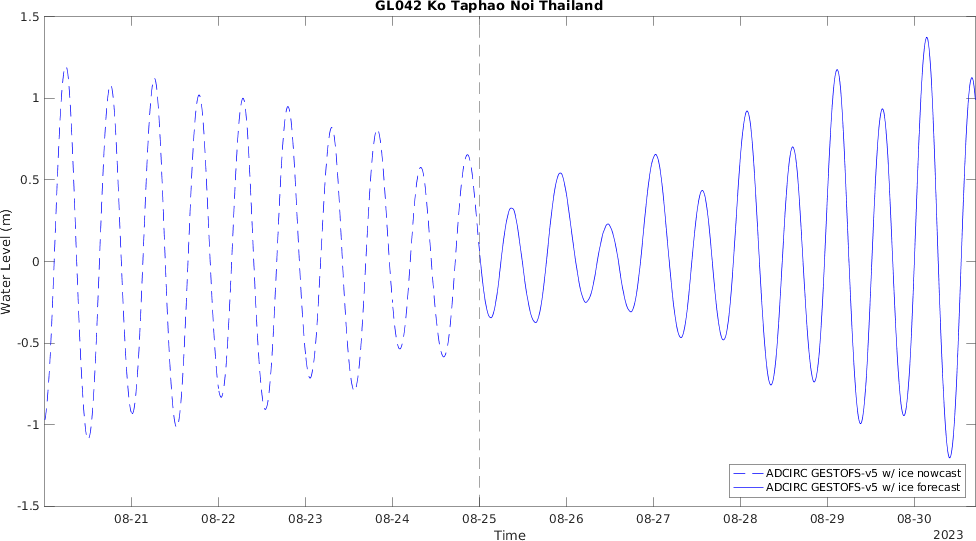 GL042 Ko Taphao Noi Thailand
1.5
1
0.5
0
-0.5
-1
-1.5
Water Level (m)
08-21 08-22 08-23 08-24 08-25 08-26 08-27 08-28 08-29 08-30
Time
2023
ADCIRC GESTOFS-v5 w/ ice nowcast
ADCIRC GESTOFS-v5 w/ ice forecast